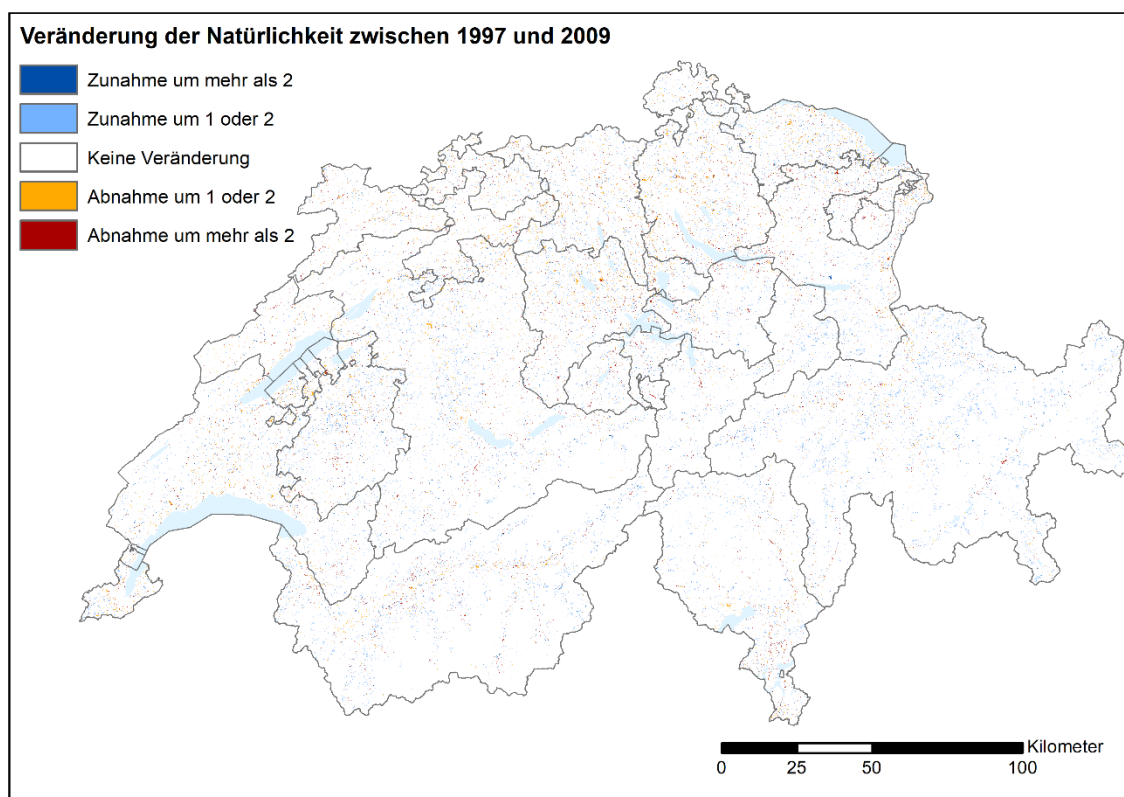 Veränderung der Natürlichkeit zwischen 1997 und 2009
Zunahme um mehr als 2
Zunahme um 1 oder 2
Keine Veränderung
Abnahme um 1 oder 2
Abnahme um mehr als 2
Kilometer
0 25 50 100